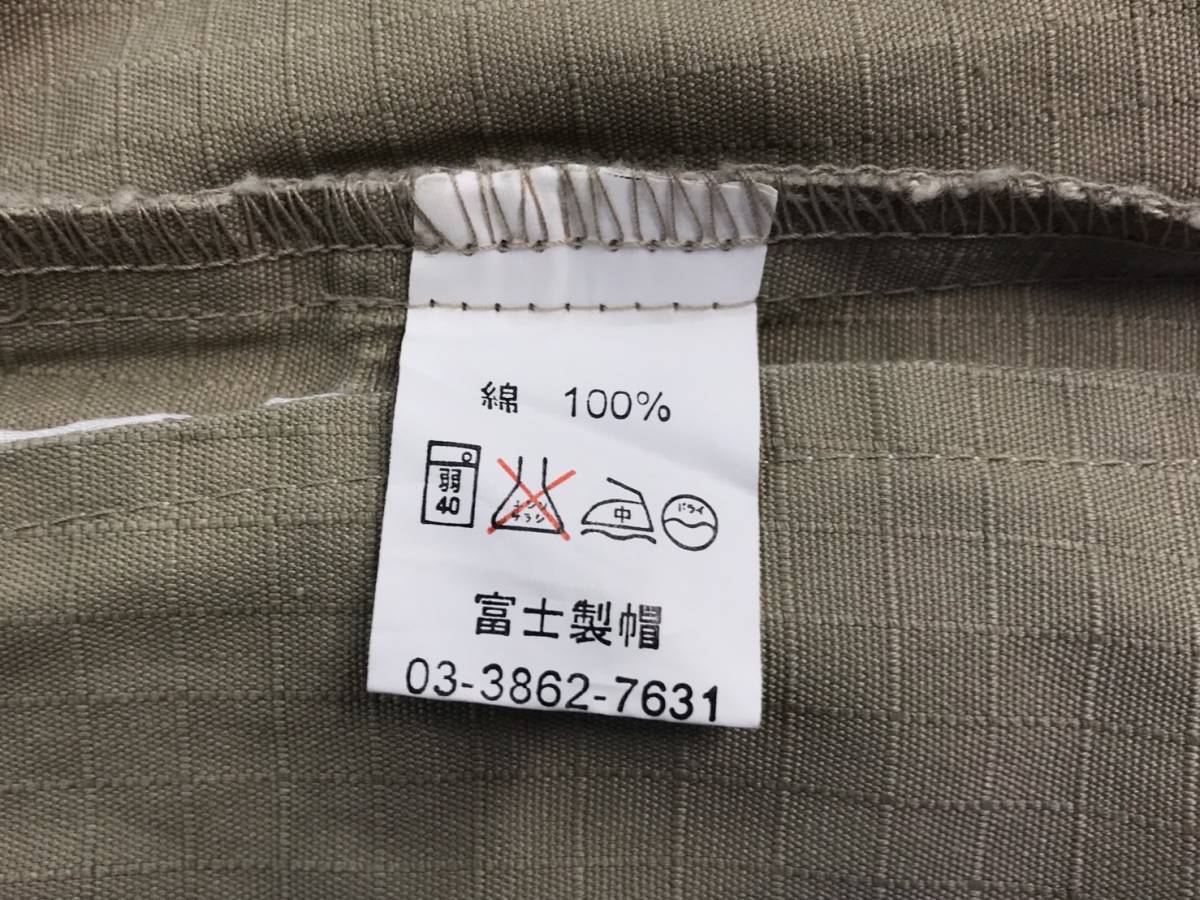 綿 100%
弱 40 エンソサラシ 中 ドライ
富士製帽
03-3862-7631